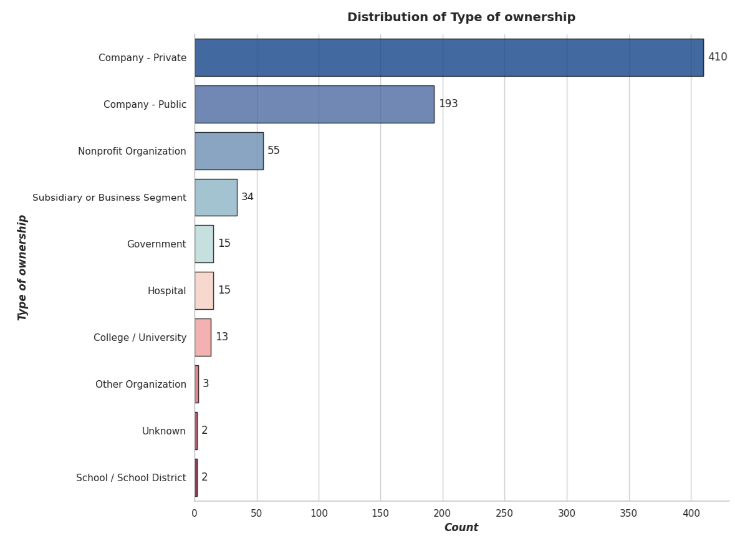 Distribution of Type of ownership
Company - Private
410
Company - Public
193
Nonprofit Organization
55
Subsidiary or Business Segment
34
Government
15
Hospital
15
College / University
13
Other Organization
3
Unknown
2
School / School District
2
Type of ownership
0 50 100 150 200 250 300 350 400
Count